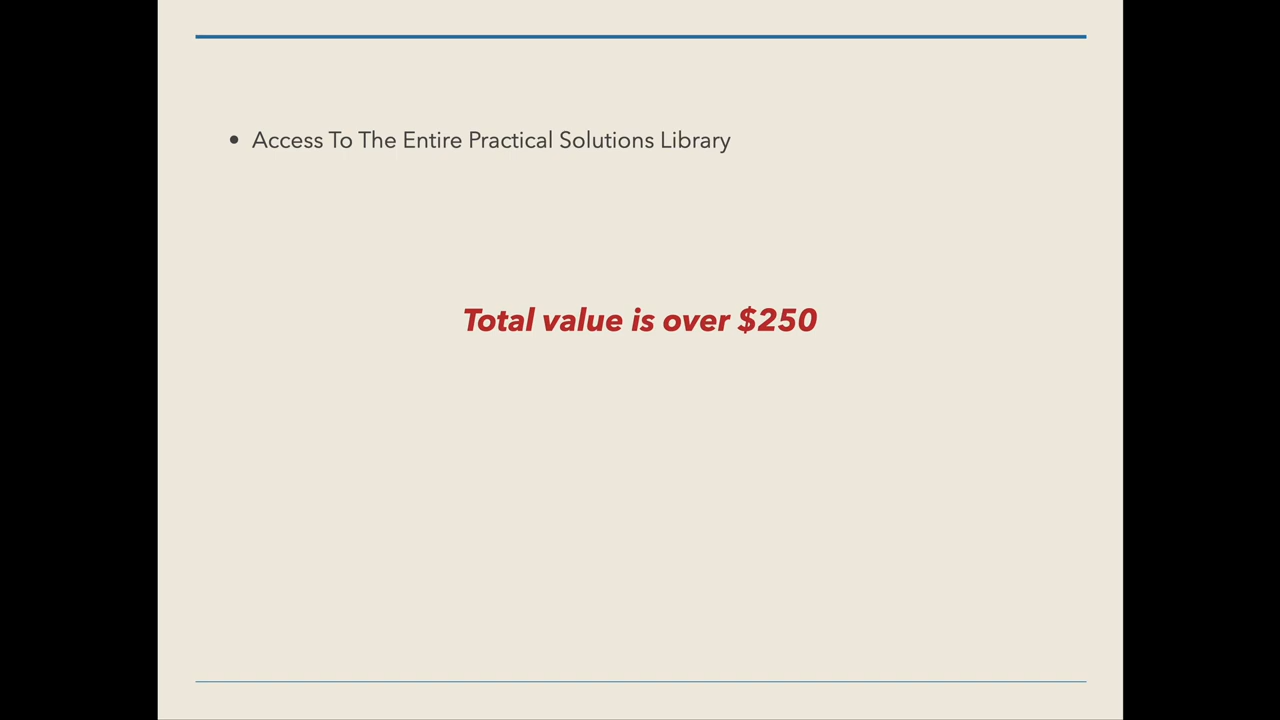 • Access To The Entire Practical Solutions Library
Total value is over $250